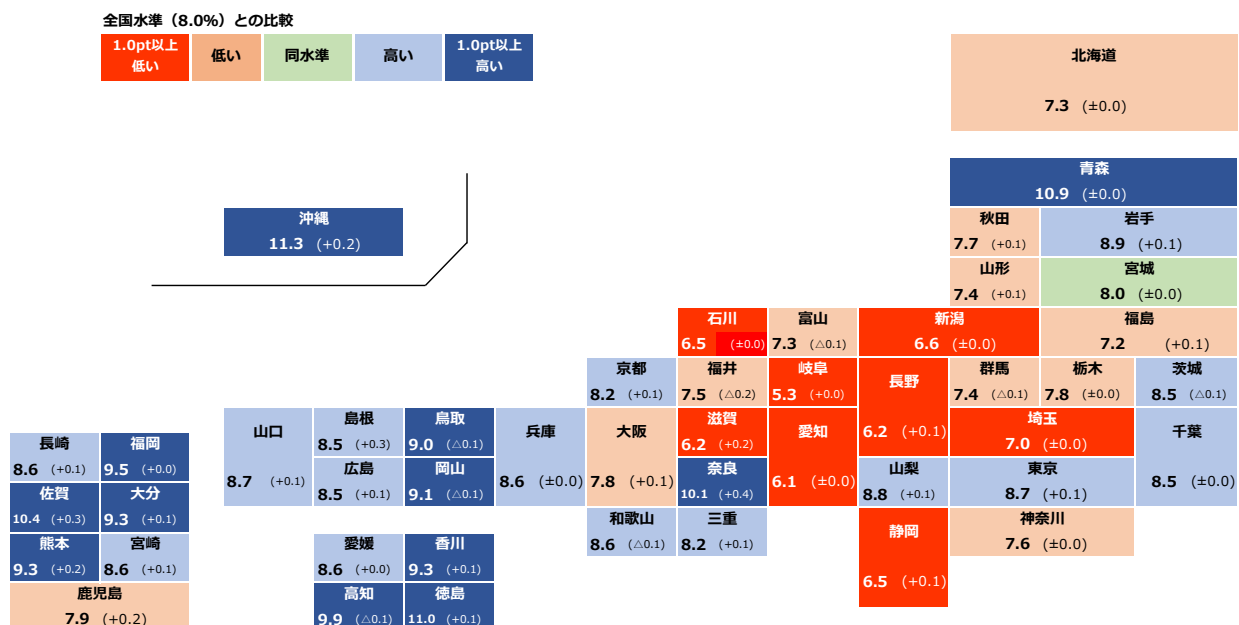 全国水準（8.0%）との比較
1.0pt以上
低い
低い
同水準
高い
1.0pt以上
高い
北海道
7.3 (±0.0)
青森
10.9 (±0.0)
沖縄
11.3 (+0.2)
秋田
7.7 (+0.1)
岩手
8.9 (+0.1)
山形
7.4 (+0.1)
宮城
8.0 (±0.0)
石川
6.5 (±0.0)
富山
7.3 (△0.1)
新潟
6.6 (±0.0)
福島
7.2 (+0.1)
京都
8.2 (+0.1)
福井
7.5 (△0.2)
岐阜
5.3 (+0.0)
長野
6.2 (+0.1)
群馬
7.4 (△0.1)
栃木
7.8 (±0.0)
茨城
8.5 (△0.1)
山口
8.7 (+0.1)
島根
8.5 (+0.3)
鳥取
9.0 (△0.1)
兵庫
8.6 (±0.0)
大阪
7.8 (+0.1)
滋賀
6.2 (+0.2)
愛知
6.1 (±0.0)
埼玉
7.0 (±0.0)
千葉
8.5 (±0.0)
長崎
8.6 (+0.1)
福岡
9.5 (+0.0)
広島
8.5 (+0.1)
岡山
9.1 (△0.1)
奈良
10.1 (+0.4)
山梨
8.8 (+0.1)
東京
8.7 (+0.1)
佐賀
10.4 (+0.3)
大分
9.3 (+0.1)
和歌山
8.6 (△0.1)
三重
8.2 (+0.1)
静岡
6.5 (+0.1)
神奈川
7.6 (±0.0)
熊本
9.3 (+0.2)
宮崎
8.6 (+0.1)
愛媛
8.6 (+0.0)
香川
9.3 (+0.1)
鹿児島
7.9 (+0.2)
高知
9.9 (△0.1)
徳島
11.0 (+0.1)